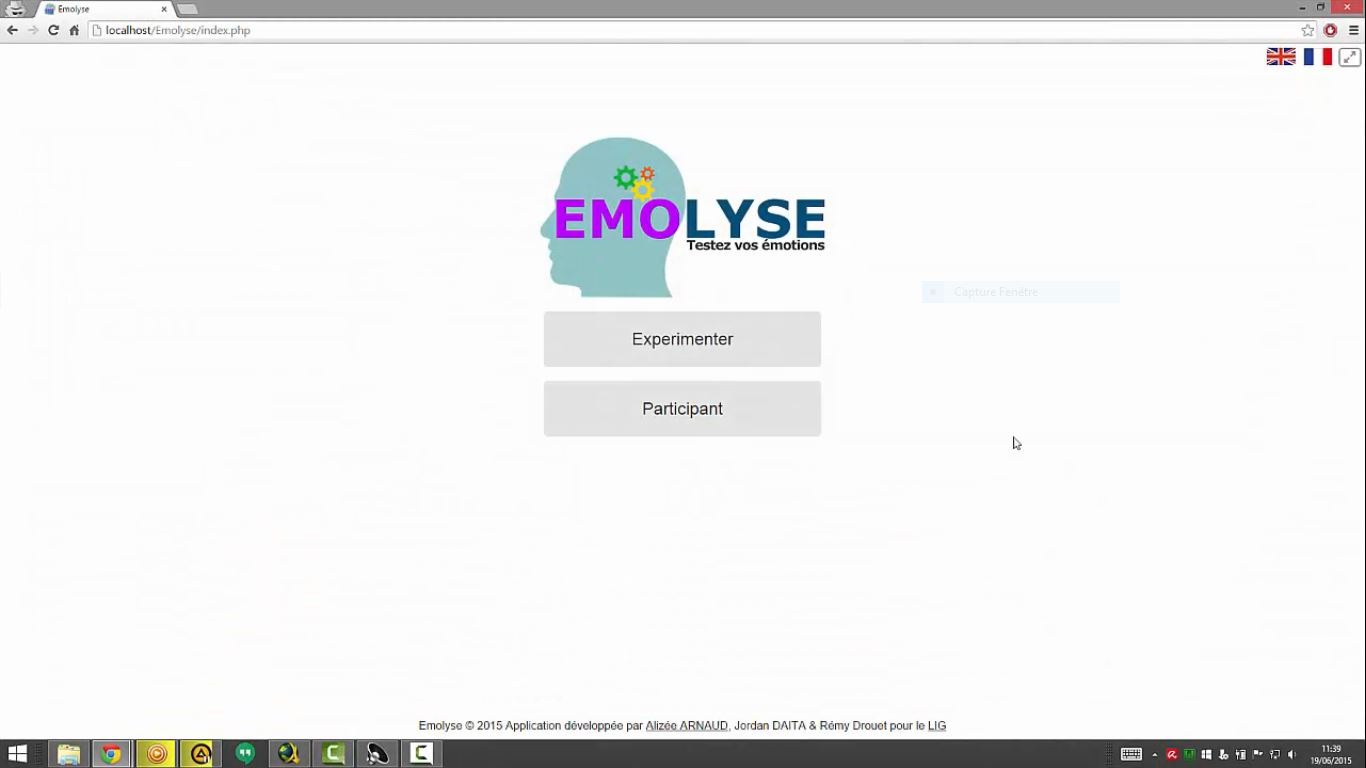 Emolyse
localhost/Emolyse/index.php
EMOLYSE
Testez vos émotions
Capture Fenêtre
Experimenter
Participant
Emolyse © 2015 Application développée par Alizée ARNAUD, Jordan DAITA & Rémy Drouet pour le LIG
11:39
19/06/2015